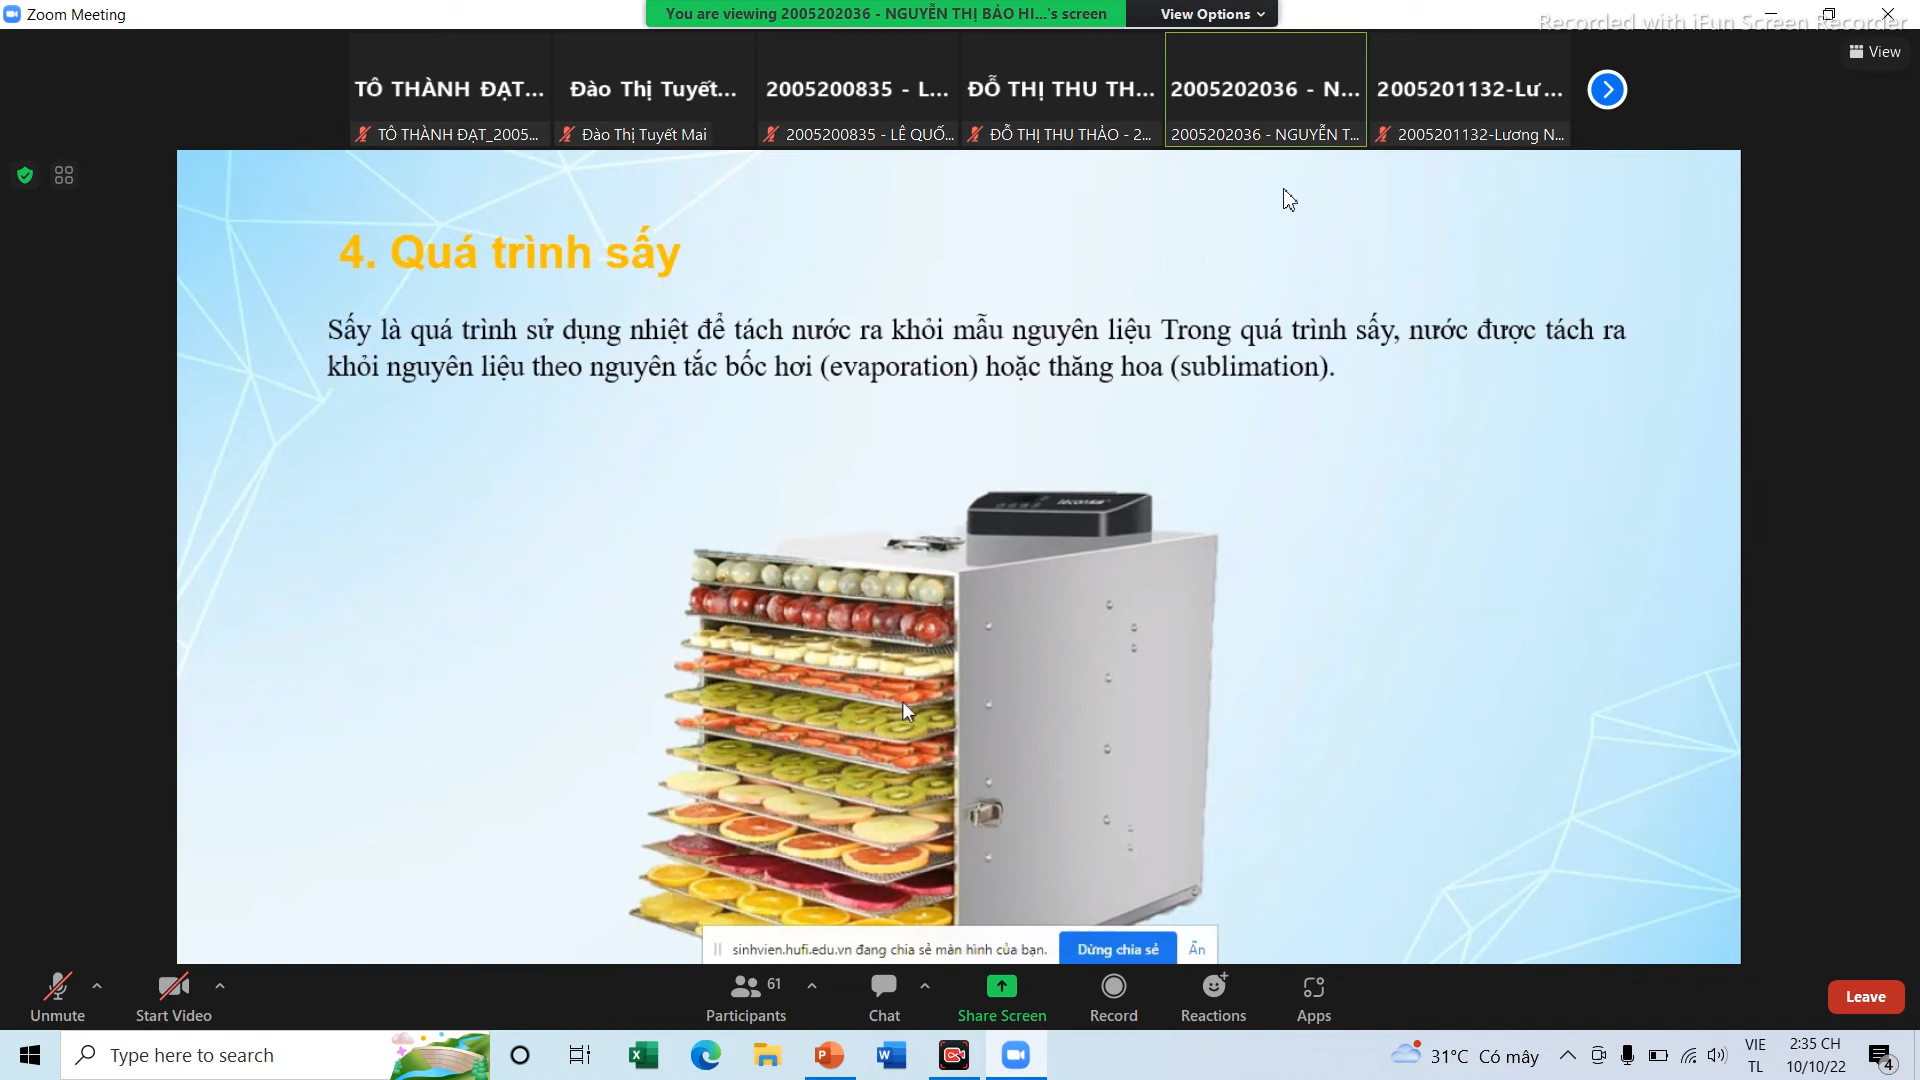 Zoom Meeting
You are viewing 2005202036 - NGUYỄN THỊ BẢO HI...'s screen
View Options
Recorded with iFun Screen Recorder
View
TÔ THÀNH ĐẠT...
Đào Thị Tuyết...
2005200835 - L...
ĐỖ THỊ THU TH...
2005202036 - N...
2005201132-Lư...
TÔ THÀNH ĐẠT_2005...
Đào Thị Tuyết Mai
2005200835 - LÊ QUỐ...
ĐỖ THỊ THU THẢO - 2...
2005202036 - NGUYỄN T...
2005201132-Lương N...
4. Quá trình sấy
Sấy là quá trình sử dụng nhiệt để tách nước ra khỏi mẫu nguyên liệu Trong quá trình sấy, nước được tách ra
khỏi nguyên liệu theo nguyên tắc bốc hơi (evaporation) hoặc thăng hoa (sublimation).
sinhvien.hufi.edu.vn đang chia sẻ màn hình của bạn.
Dừng chia sẻ
Ẩn
Unmute
Start Video
61
Participants
Chat
Share Screen
Record
Reactions
Apps
Leave
Type here to search
31°C Có mây
VIE
TL
2:35 CH
10/10/22
4